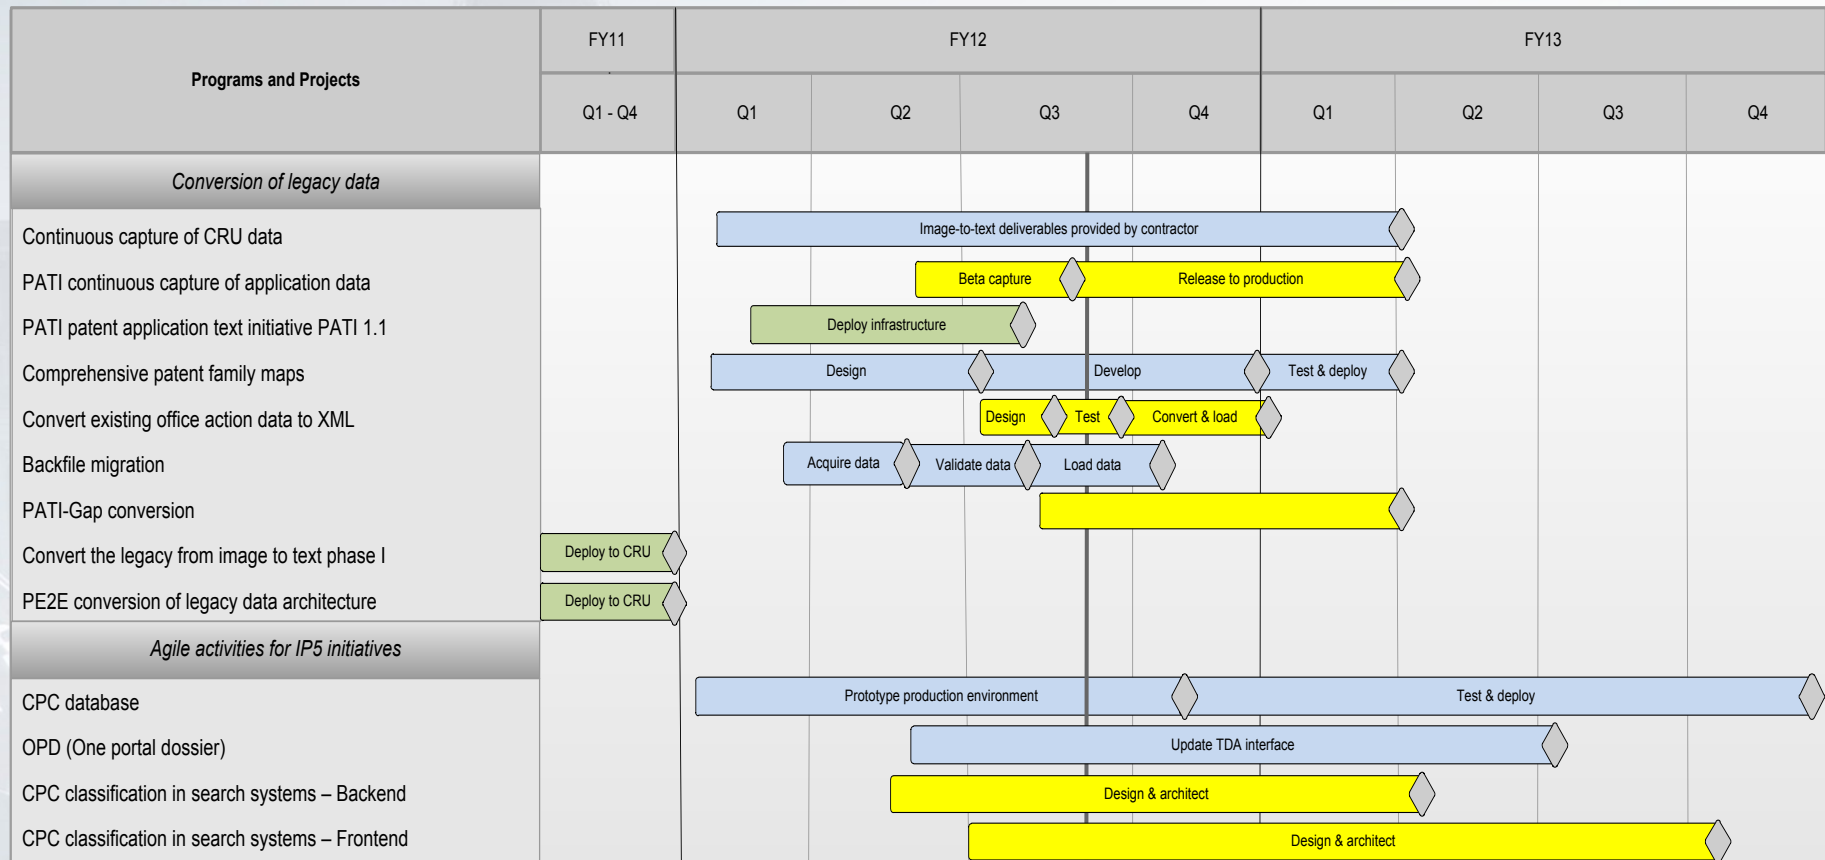 Programs and Projects
FY11
FY12
FY13
Q1 - Q4
Q1
Q2
Q3
Q4
Q1
Q2
Q3
Q4
Conversion of legacy data
Continuous capture of CRU data
Image-to-text deliverables provided by contractor
PATI continuous capture of application data
Beta capture
Release to production
PATI patent application text initiative PATI 1.1
Deploy infrastructure
Comprehensive patent family maps
Design
Develop
Test & deploy
Convert existing office action data to XML
Design
Test
Convert & load
Backfile migration
Acquire data
Validate data
Load data
PATI-Gap conversion
Convert the legacy from image to text phase I
Deploy to CRU
PE2E conversion of legacy data architecture
Deploy to CRU
Agile activities for IP5 initiatives
CPC database
Prototype production environment
Test & deploy
OPD (One portal dossier)
Update TDA interface
CPC classification in search systems – Backend
Design & architect
CPC classification in search systems – Frontend
Design & architect